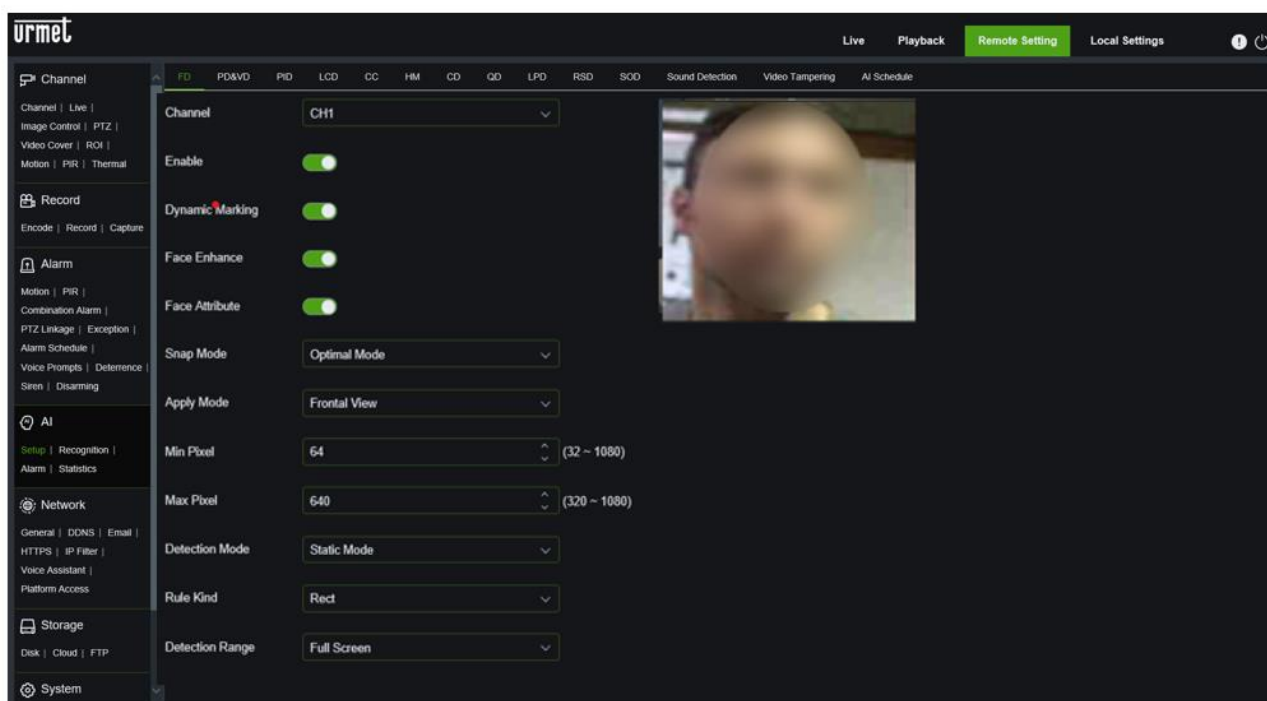 urmet
Live Playback Remote Setting Local Settings
Channel
Channel | Live |
Image Control | PTZ |
Video Cover | ROI |
Motion | PIR | Thermal
Record
Encode | Record | Capture
Alarm
Motion | PIR |
Combination Alarm |
PTZ Linkage | Exception |
Alarm Schedule |
Voice Prompts | Deterrence |
Siren | Disarming
AI
Setup | Recognition |
Alarm | Statistics
Network
General | DDNS | Email |
HTTPS | IP Filter |
Voice Assistant |
Platform Access
Storage
Disk | Cloud | FTP
System
FD PD&VD PID LCD CC HM CD QD LPD RSD SOD Sound Detection Video Tampering AI Schedule
Channel CH1
Enable
Dynamic Marking
Face Enhance
Face Attribute
Snap Mode Optimal Mode
Apply Mode Frontal View
Min Pixel 64 (32 ~ 1080)
Max Pixel 640 (320 ~ 1080)
Detection Mode Static Mode
Rule Kind Rect
Detection Range Full Screen